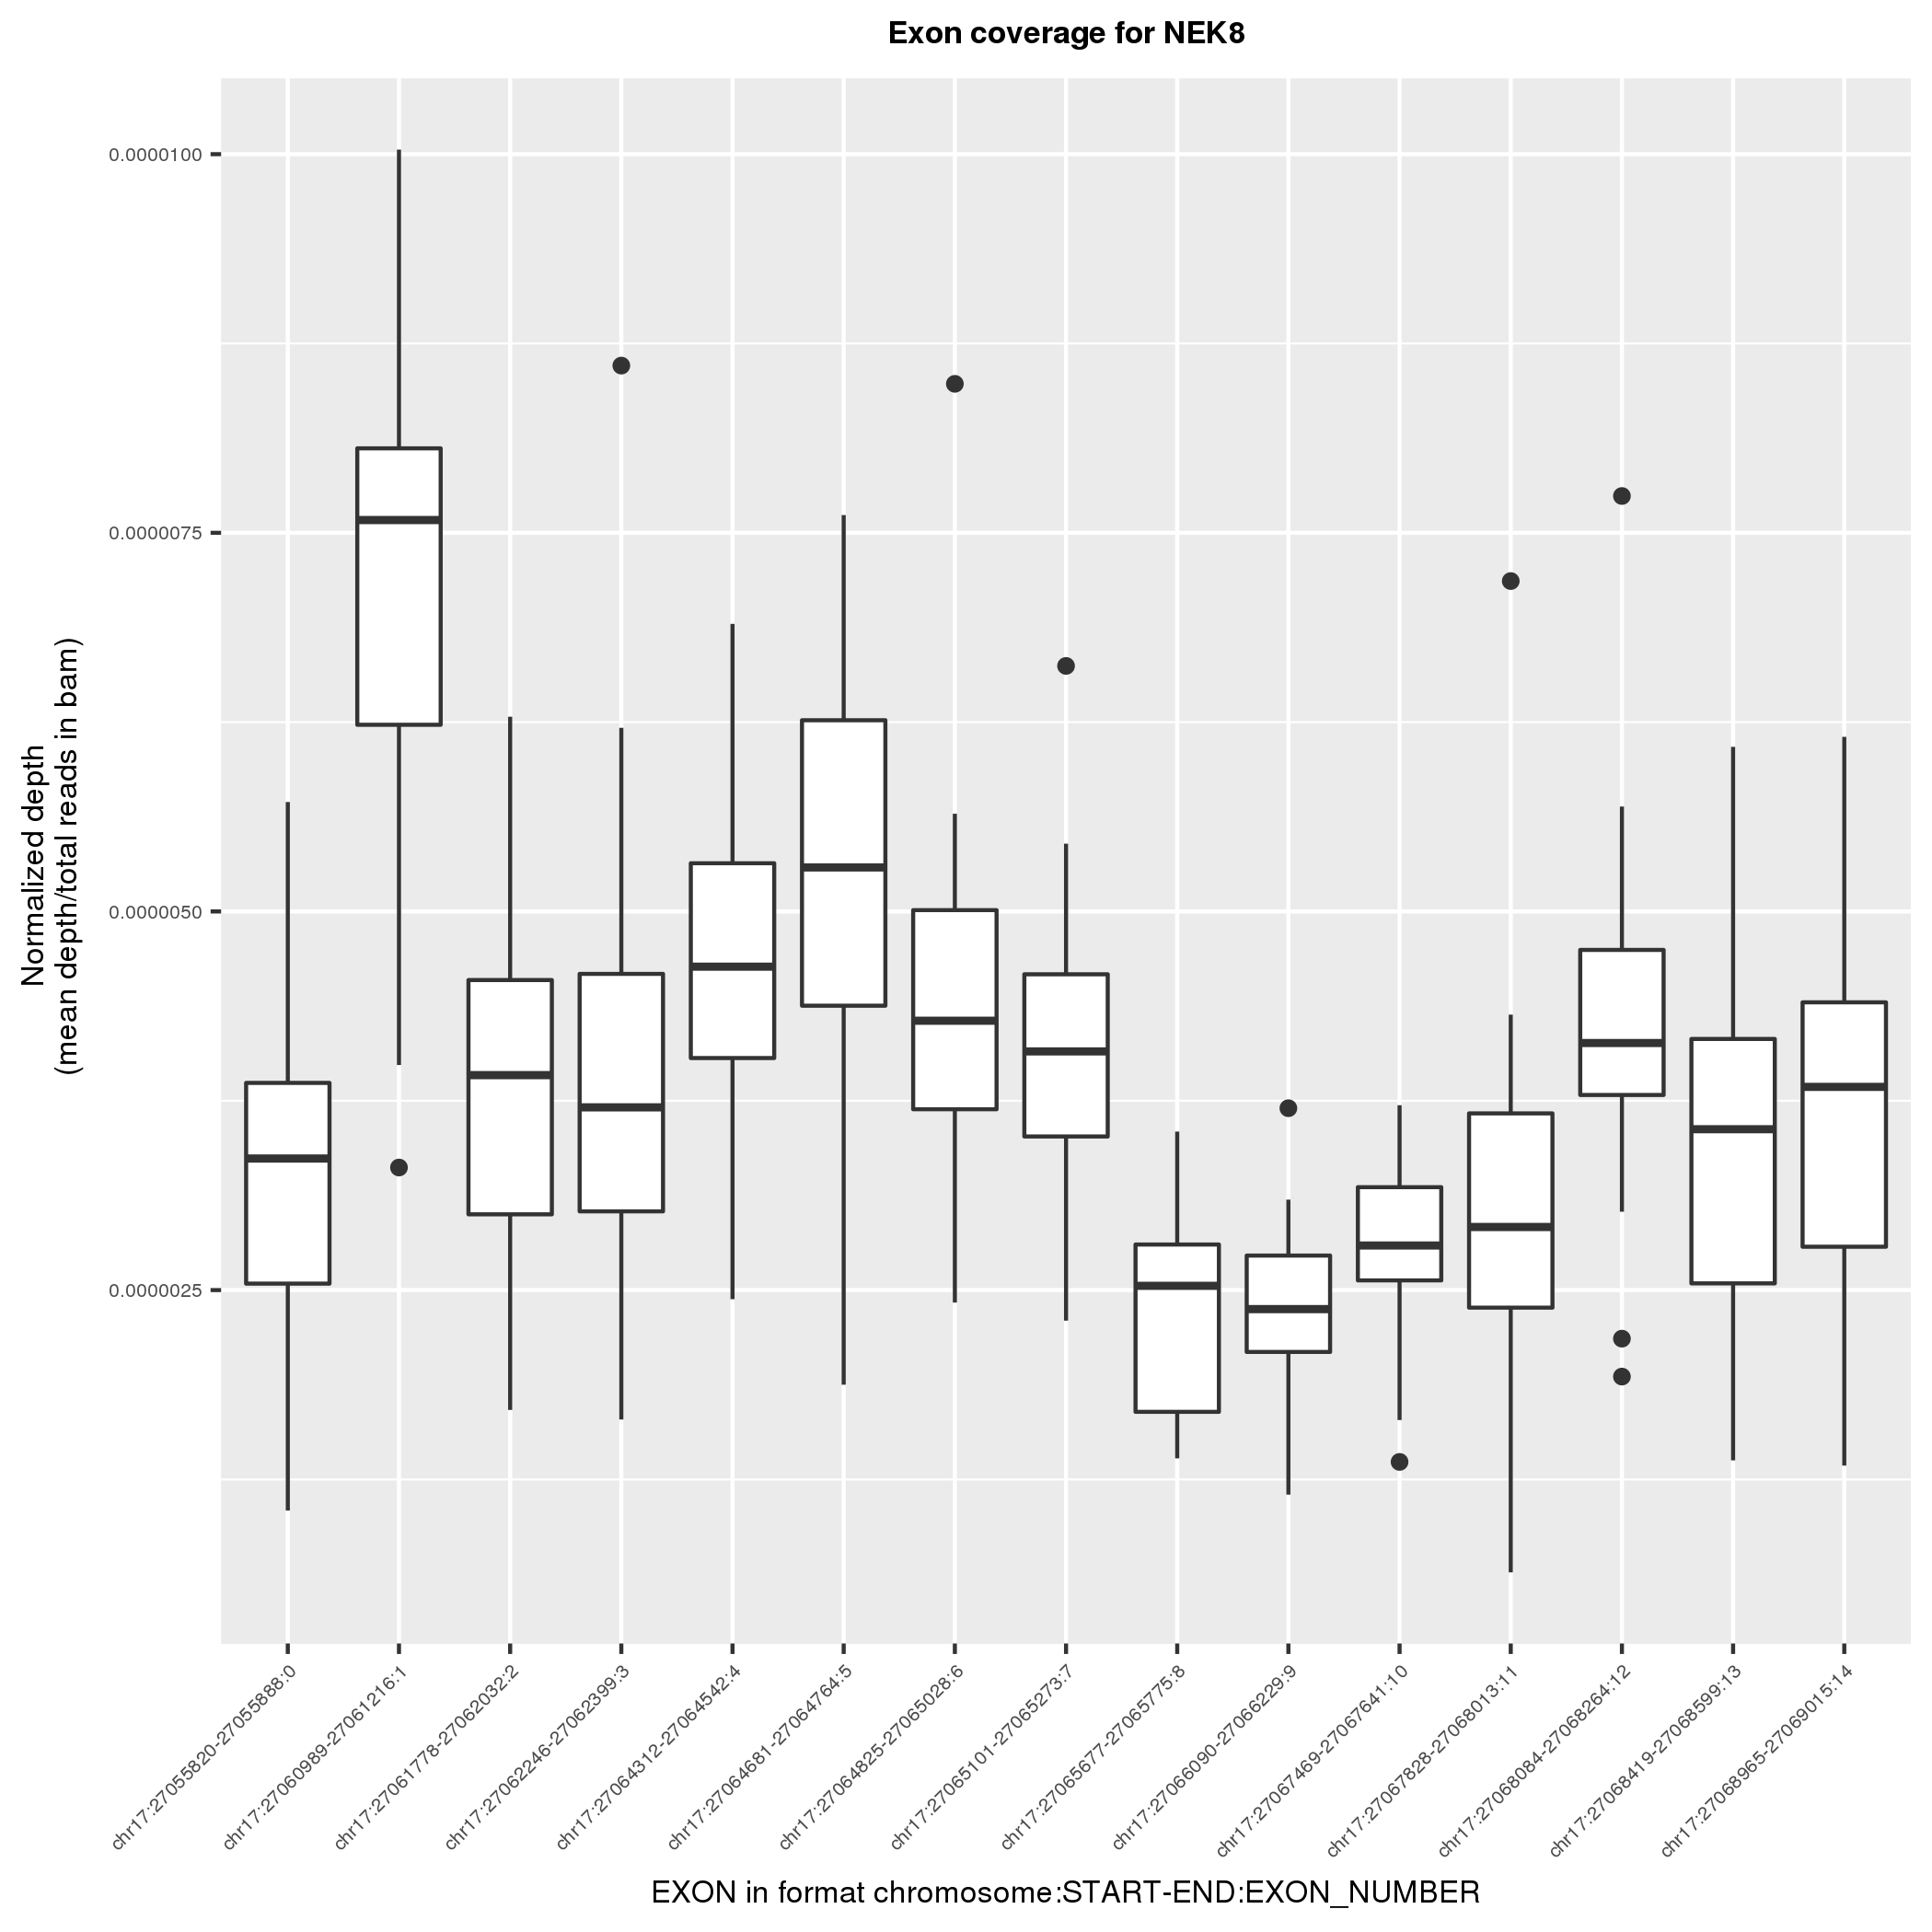 Exon coverage for NEK8
0.0000100
0.0000075
0.0000050
0.0000025
Normalized depth
(mean depth/total reads in bam)
chr17:27055820-27055888:0
chr17:27060989-27061216:1
chr17:27061778-27062032:2
chr17:27062246-27062399:3
chr17:27064312-27064542:4
chr17:27064681-27064764:5
chr17:27064825-27065028:6
chr17:27065101-27065273:7
chr17:27065677-27065775:8
chr17:27066090-27066229:9
chr17:27067469-27067641:10
chr17:27067828-27068013:11
chr17:27068084-27068264:12
chr17:27068419-27068599:13
chr17:27068965-27069015:14
EXON in format chromosome:START-END:EXON_NUMBER